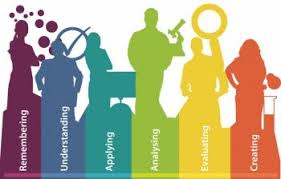 Remembering
Understanding
Applying
Analysing
Evaluating
Creating